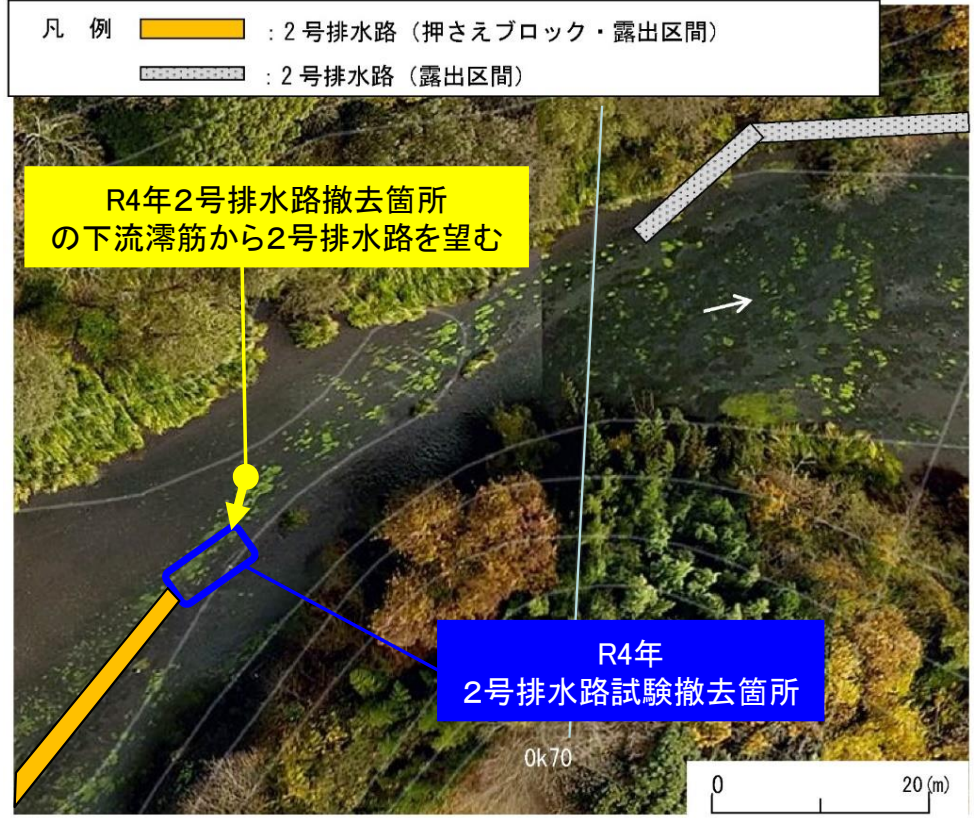 凡 例 ：２号排水路（押さえブロック・露出区間）
：２号排水路（露出区間）
R4年２号排水路撤去箇所
の下流澪筋から２号排水路を望む
R4年
２号排水路試験撤去箇所
0k70
0 20(m)